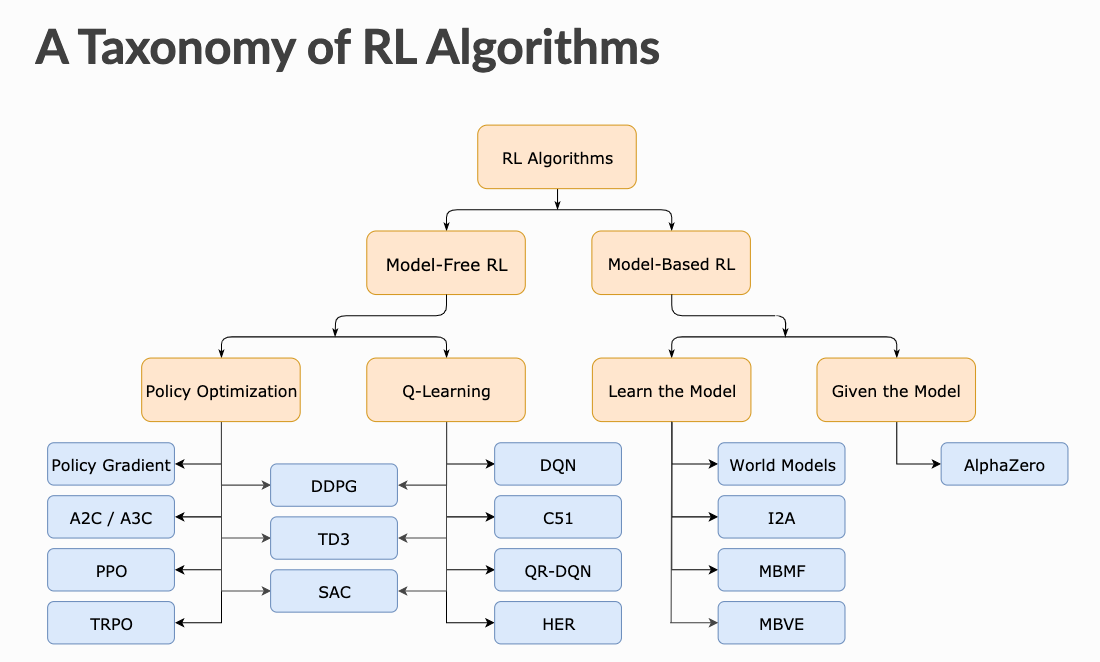 A Taxonomy of RL Algorithms
RL Algorithms
Model-Free RL
Model-Based RL
Policy Optimization
Q-Learning
Learn the Model
Given the Model
Policy Gradient
A2C / A3C
PPO
TRPO
DDPG
TD3
SAC
DQN
C51
QR-DQN
HER
World Models
I2A
MBMF
MBVE
AlphaZero